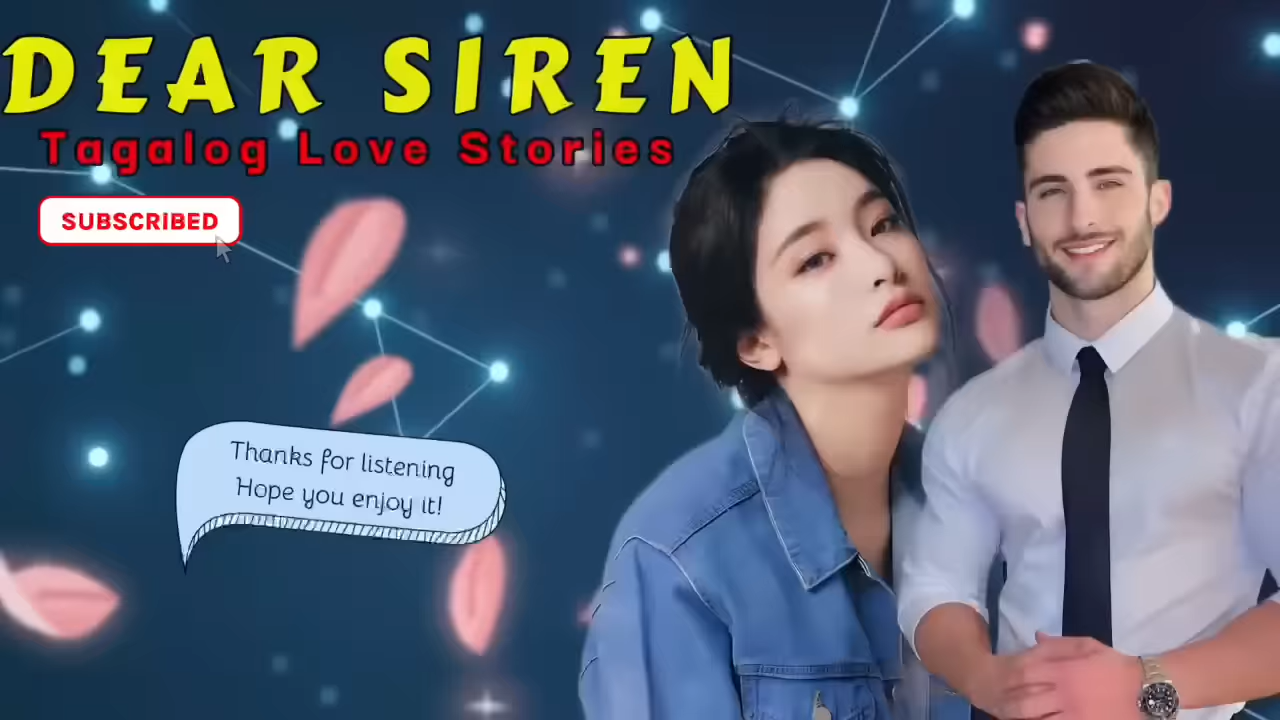 DEAR SIREN
Tagalog Love Stories
SUBSCRIBED
Thanks for listening
Hope you enjoy it!